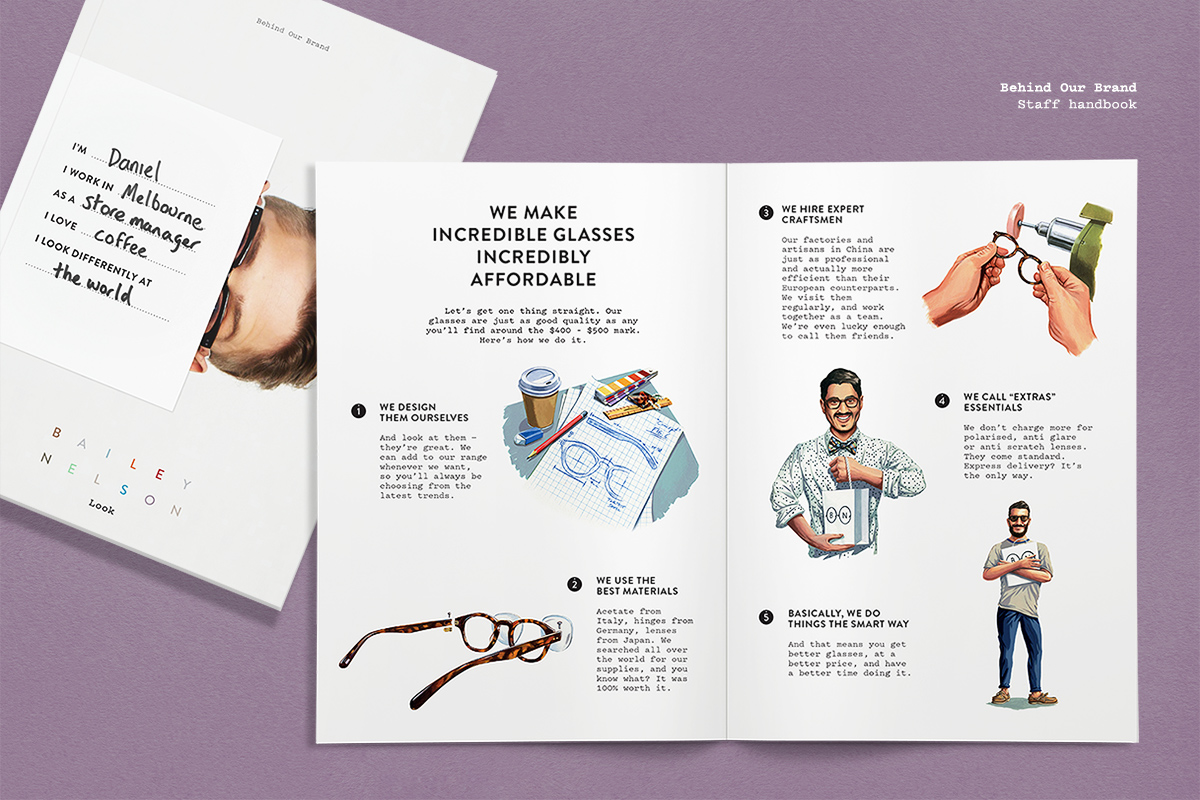 Behind Our Brand
Behind Our Brand
Staff handbook
I'M Daniel
I WORK IN Melbourne
AS A store manager
I LOVE coffee
I LOOK DIFFERENTLY AT
the world
BAILEY
NELSON
Look
WE MAKE
INCREDIBLE GLASSES
INCREDIBLY
AFFORDABLE
Let's get one thing straight. Our
glasses are just as good quality as any
you'll find around the $400 - $500 mark.
Here's how we do it.
1 WE DESIGN
THEM OURSELVES
And look at them –
they're great. We
can add to our range
whenever we want,
so you'll always be
choosing from the
latest trends.
2 WE USE THE
BEST MATERIALS
Acetate from
Italy, hinges from
Germany, lenses
from Japan. We
searched all over
the world for our
supplies, and you
know what? It was
100% worth it.
3 WE HIRE EXPERT
CRAFTSMEN
Our factories and
artisans in China are
just as professional
and actually more
efficient than their
European counterparts.
We visit them
regularly, and work
together as a team.
We're even lucky enough
to call them friends.
B N
4 WE CALL “EXTRAS”
ESSENTIALS
We don't charge more for
polarised, anti glare
or anti scratch lenses.
They come standard.
Express delivery? It's
the only way.
B N
5 BASICALLY, WE DO
THINGS THE SMART WAY
And that means you get
better glasses, at a
better price, and have
a better time doing it.